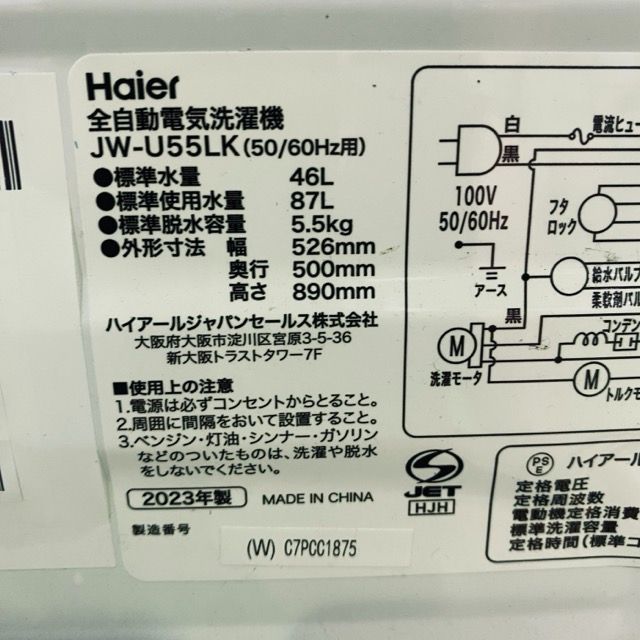 Haier
全自動電気洗濯機
JW-U55LK(50/60Hz用)
●標準水量 46L
●標準使用水量 87L
●標準脱水容量 5.5kg
●外形寸法 幅 526mm
奥行 500mm
高さ 890mm
ハイアールジャパンセールス株式会社
大阪府大阪市淀川区宮原3-5-36
新大阪トラストタワー7F
■使用上の注意
1.電源は必ずコンセントからとること。
2.周囲に間隔をおいて設置すること。
3.ベンジン・灯油・シンナー・ガソリン
などのついたものは、洗濯や脱水
をしないでください。
2023年製 MADE IN CHINA
製造番号
(W) C7PCC1875
JET
HJH
白
黒
電流ヒュー
100V
50/60Hz
フタ
ロック
アース
給水バルブ
柔軟剤バル
黒
コンデン
M
洗濯モータ
M
トルクモ
PS
E
ハイアール
定格電圧
定格周波数
電動機定格消費
標準洗濯容量
定格時間(標準コ